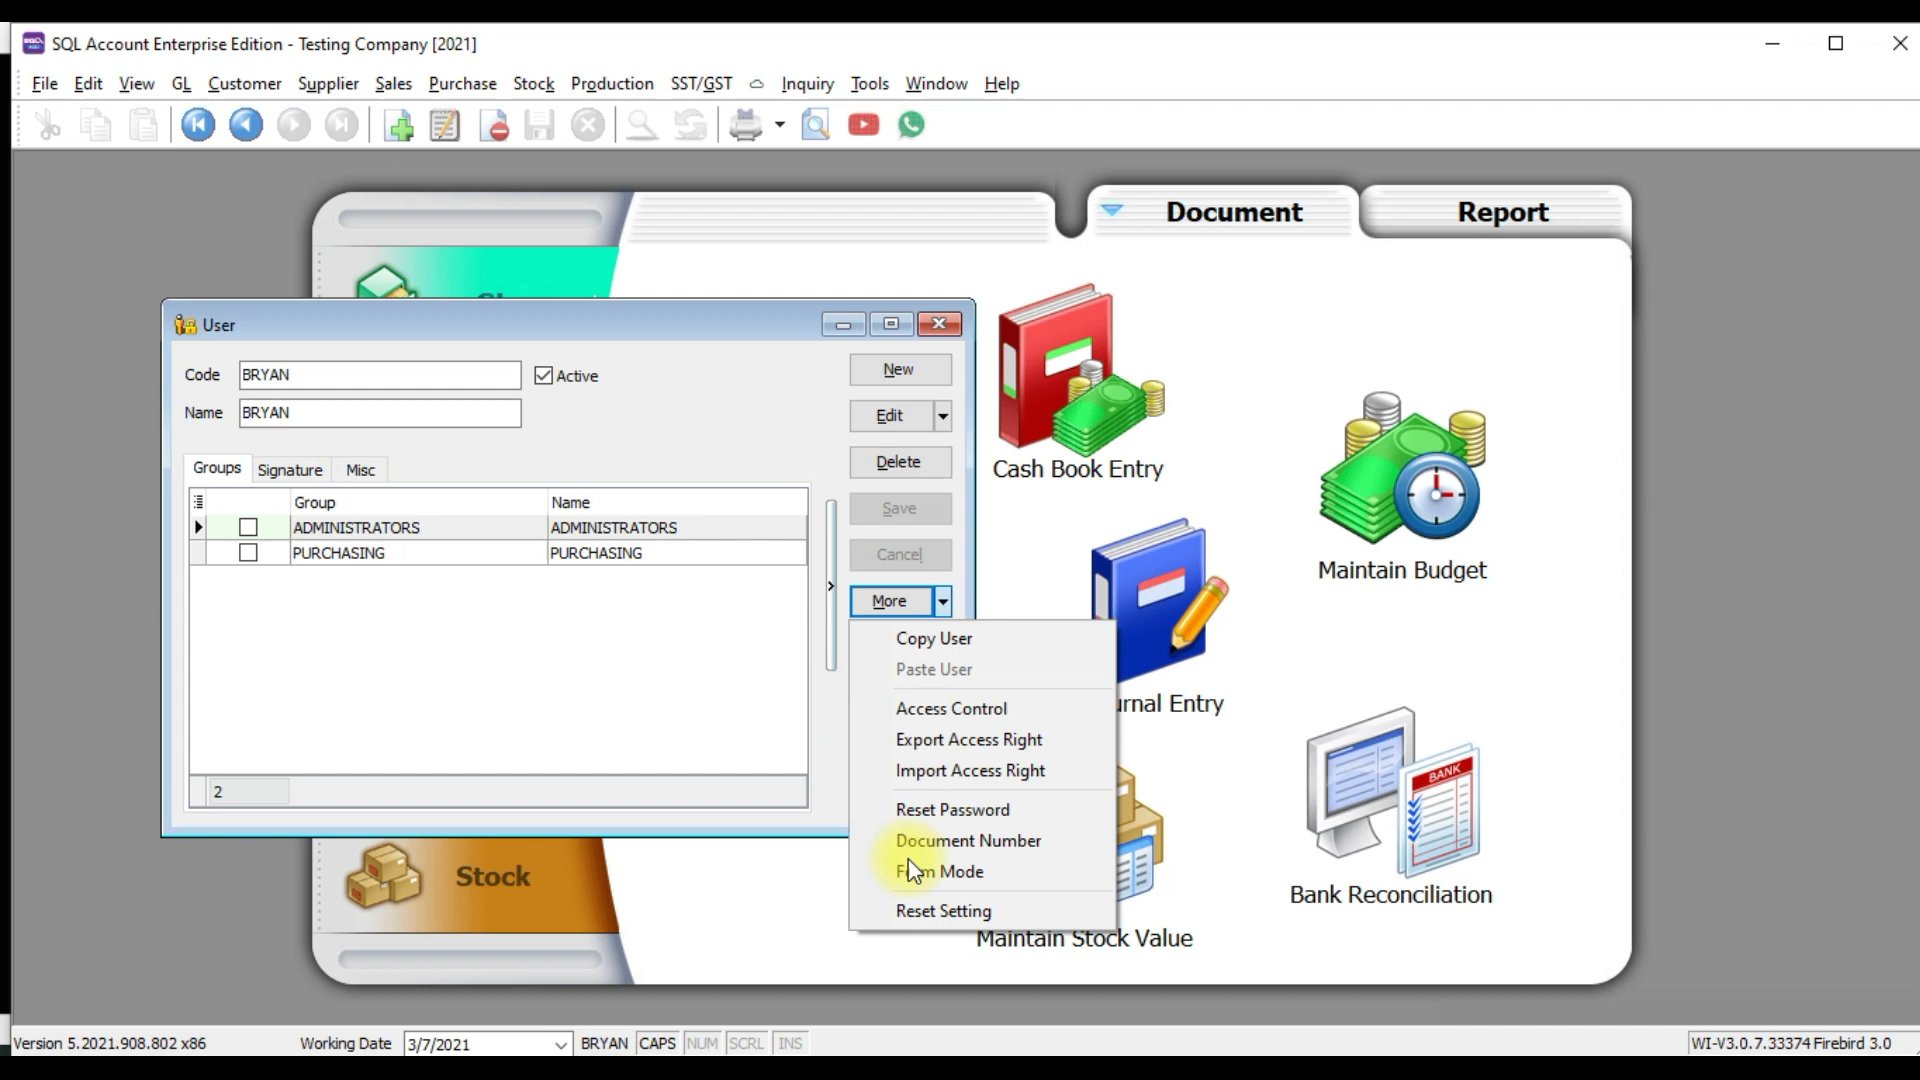 SQL Account Enterprise Edition - Testing Company [2021]
File Edit View GL Customer Supplier Sales Purchase Stock Production SST/GST Inquiry Tools Window Help
Document
Report
User
Code BRYAN
Active
Name BRYAN
Groups Signature Misc
Group Name
ADMINISTRATORS ADMINISTRATORS
PURCHASING PURCHASING
2
New
Edit
Delete
Save
Cancel
More
Copy User
Paste User
Access Control
Export Access Right
Import Access Right
Reset Password
Document Number
Mode
Reset Setting
Cash Book Entry
Maintain Budget
urnal Entry
BANK
Bank Reconciliation
Stock
Maintain Stock Value
Version 5.2021.908.802 x86
Working Date 3/7/2021
BRYAN CAPS NUM SCRL INS
WI-V3.0.7.33374 Firebird 3.0